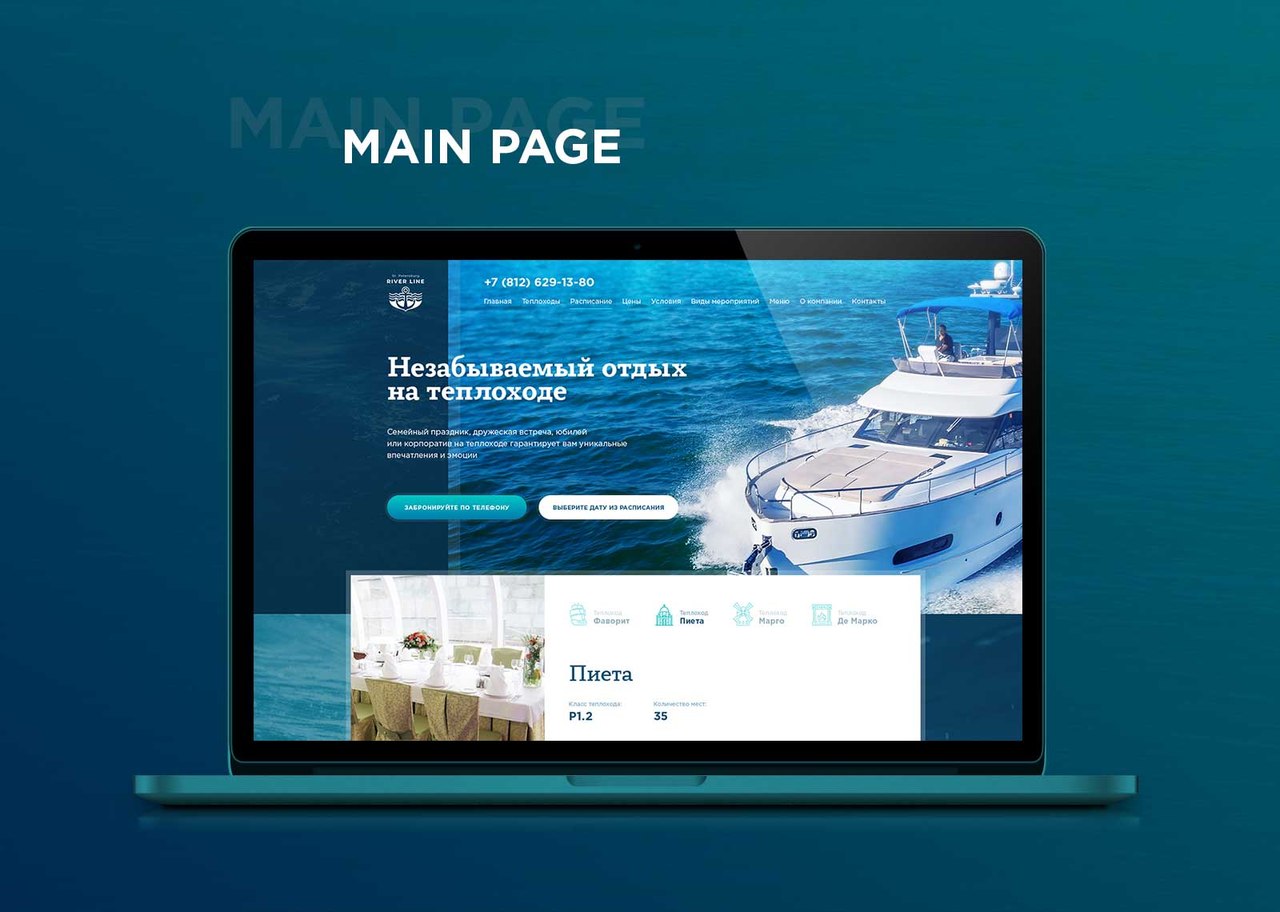 MAIN PAGE
MAIN PAGE
St. Petersburg
RIVER LINE
+7 (812) 629-13-80
Главная Теплоходы Расписание Цены Условия Виды мероприятий Меню О компании Контакты
Незабываемый отдых
на теплоходе
Семейный праздник, дружеская встреча, юбилей
или корпоратив на теплоходе гарантирует вам уникальные
впечатления и эмоции
ЗАБРОНИРУЙТЕ ПО ТЕЛЕФОНУ ВЫБЕРИТЕ ДАТУ ИЗ РАСПИСАНИЯ
Теплоход Теплоход Теплоход Теплоход
Фаворит Пиета Марго Де Марко
Пиета
Класс теплохода: Количество мест:
P1.2 35